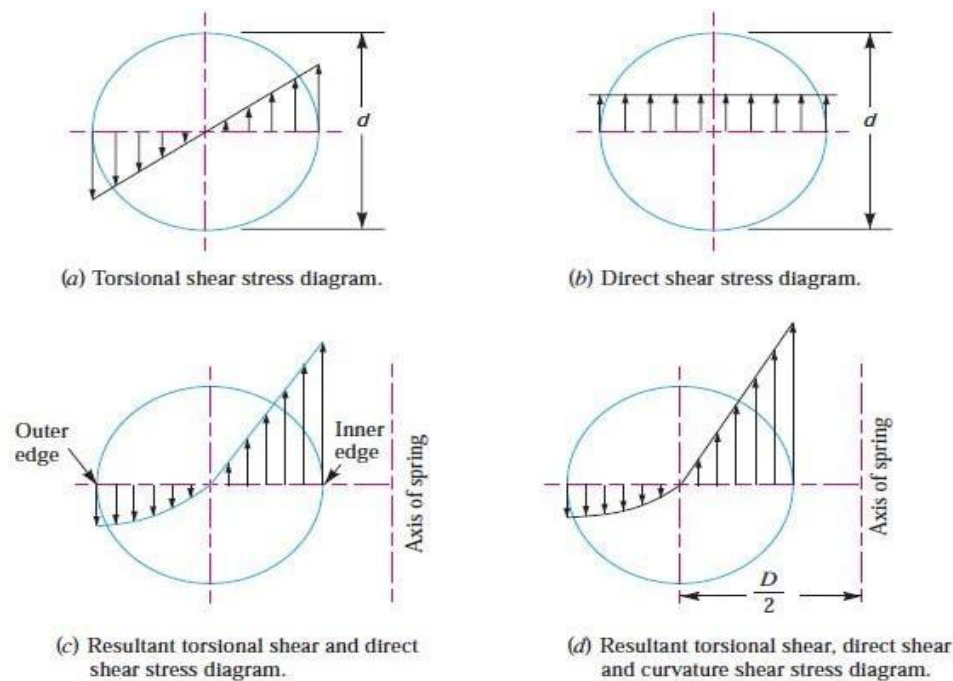 d
d
(a) Torsional shear stress diagram.
(b) Direct shear stress diagram.
Outer
edge
Inner
edge
Axis of spring
Axis of spring
D
2
(c) Resultant torsional shear and direct
shear stress diagram.
(d) Resultant torsional shear, direct shear
and curvature shear stress diagram.